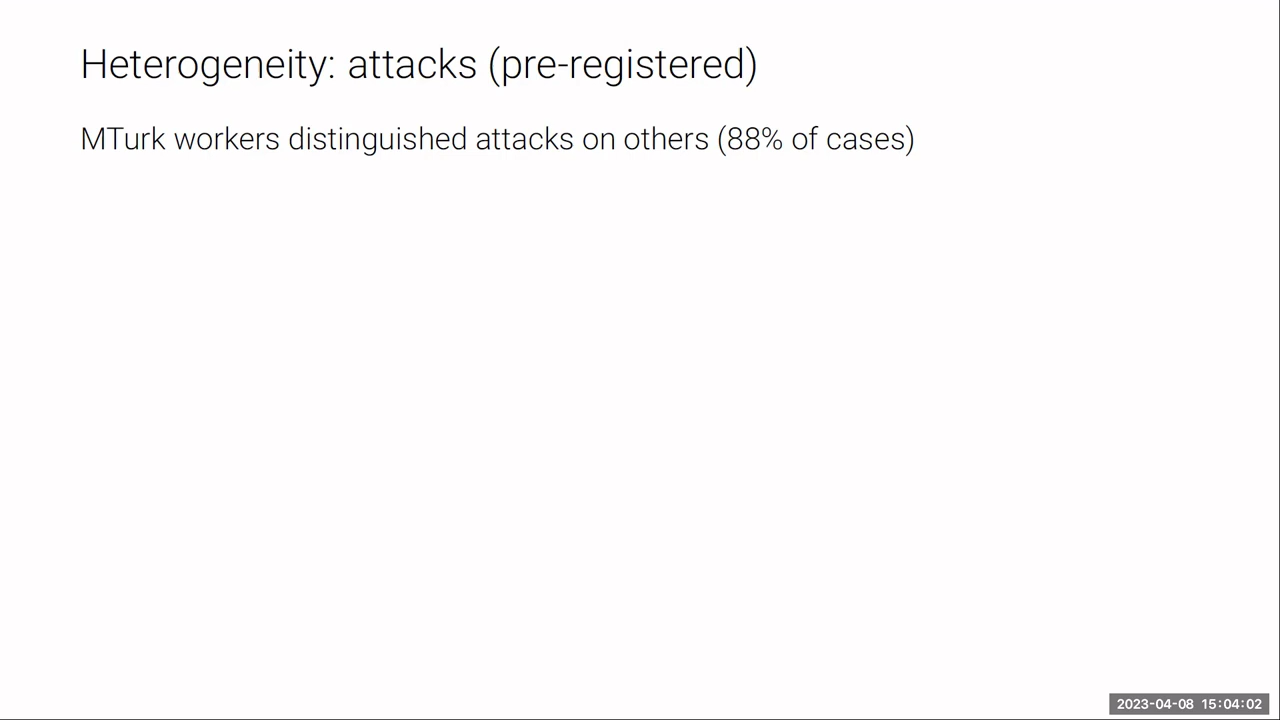 Heterogeneity: attacks (pre-registered)
MTurk workers distinguished attacks on others (88% of cases)
2023-04-08 15:04:02